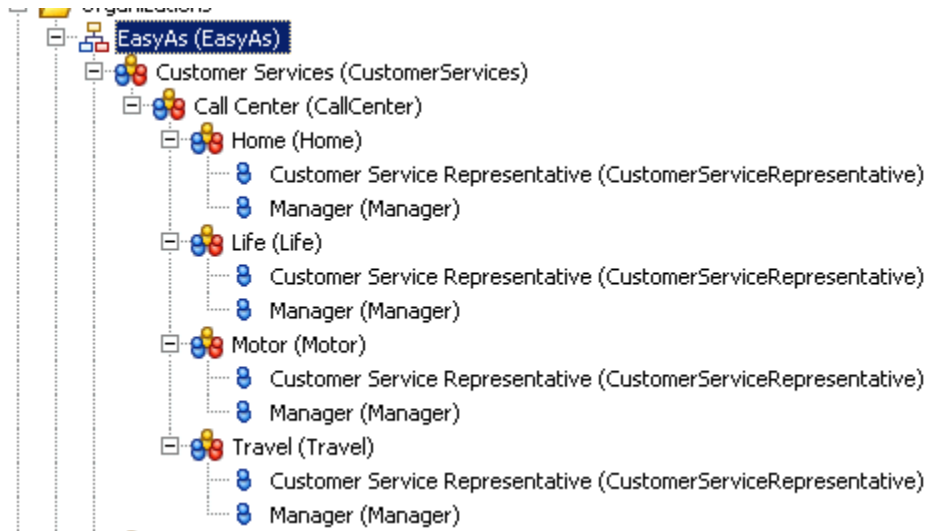 Organizations
EasyAs (EasyAs)
Customer Services (CustomerServices)
Call Center (CallCenter)
Home (Home)
Customer Service Representative (CustomerServiceRepresentative)
Manager (Manager)
Life (Life)
Customer Service Representative (CustomerServiceRepresentative)
Manager (Manager)
Motor (Motor)
Customer Service Representative (CustomerServiceRepresentative)
Manager (Manager)
Travel (Travel)
Customer Service Representative (CustomerServiceRepresentative)
Manager (Manager)